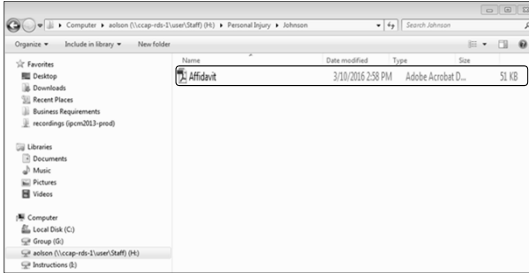 Computer ▸ aolson (\\ccap-rds-1\user\Staff) (H:) ▸ Personal Injury ▸ Johnson
Search Johnson
Organize ▾ Include in library ▾ New folder
Name Date modified Type Size
Affidavit 3/10/2016 2:58 PM Adobe Acrobat D... 51 KB
Favorites
Desktop
Downloads
Recent Places
Business Requirements
recordings (ipcm2013-prod)
Libraries
Documents
Music
Pictures
Videos
Computer
Local Disk (C:)
Group (G:)
aolson (\\ccap-rds-1\user\Staff) (H:)
Instructions (I:)